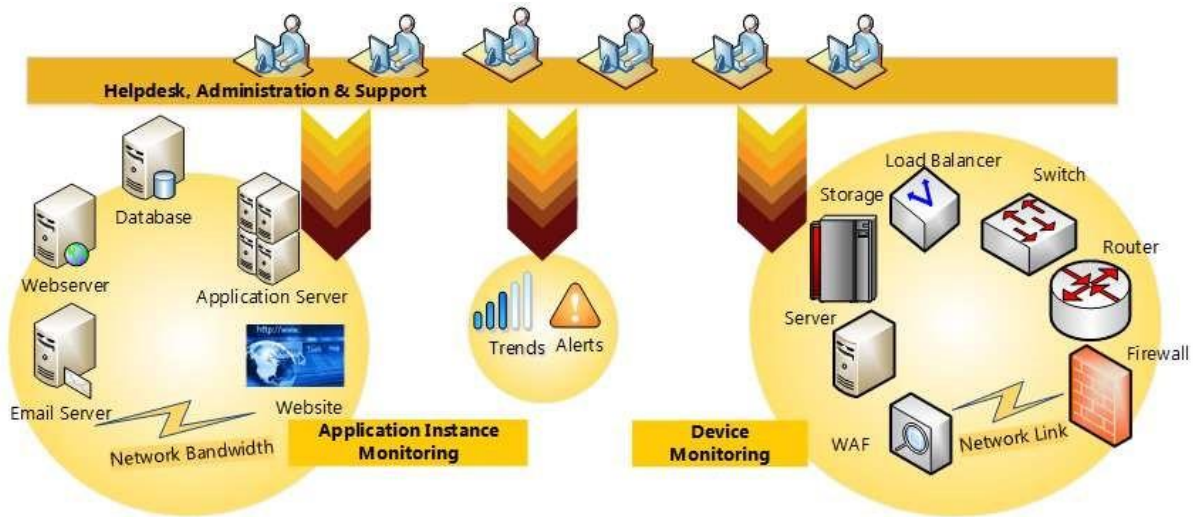 Helpdesk, Administration & Support
Database
Webserver
Application Server
Email Server
http://www.
Website
Network Bandwidth
Application Instance
Monitoring
Trends
Alerts
Device
Monitoring
Load Balancer
Switch
Storage
Router
Server
Firewall
WAF
Network Link